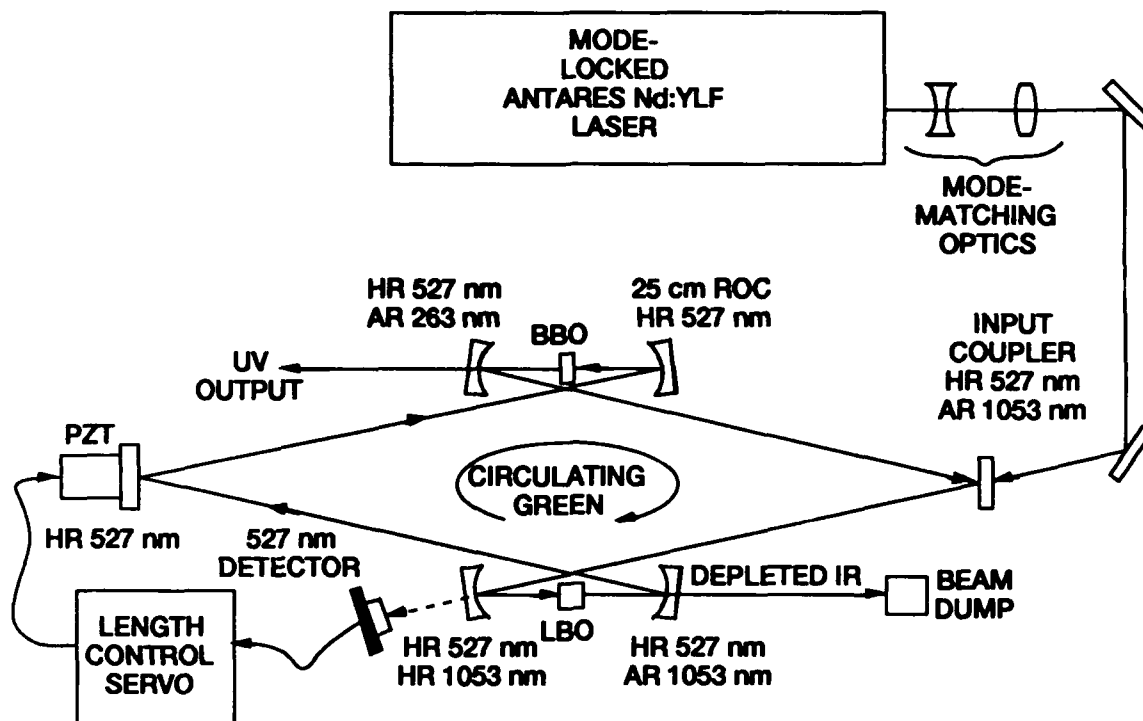 MODE-
LOCKED
ANTARES Nd:YLF
LASER
MODE-
MATCHING
OPTICS
HR 527 nm
AR 263 nm
25 cm ROC
HR 527 nm
BBO
INPUT
COUPLER
HR 527 nm
AR 1053 nm
UV
OUTPUT
PZT
CIRCULATING
GREEN
HR 527 nm
527 nm
DETECTOR
DEPLETED IR
BEAM
DUMP
LBO
LENGTH
CONTROL
SERVO
HR 527 nm
HR 1053 nm
HR 527 nm
AR 1053 nm